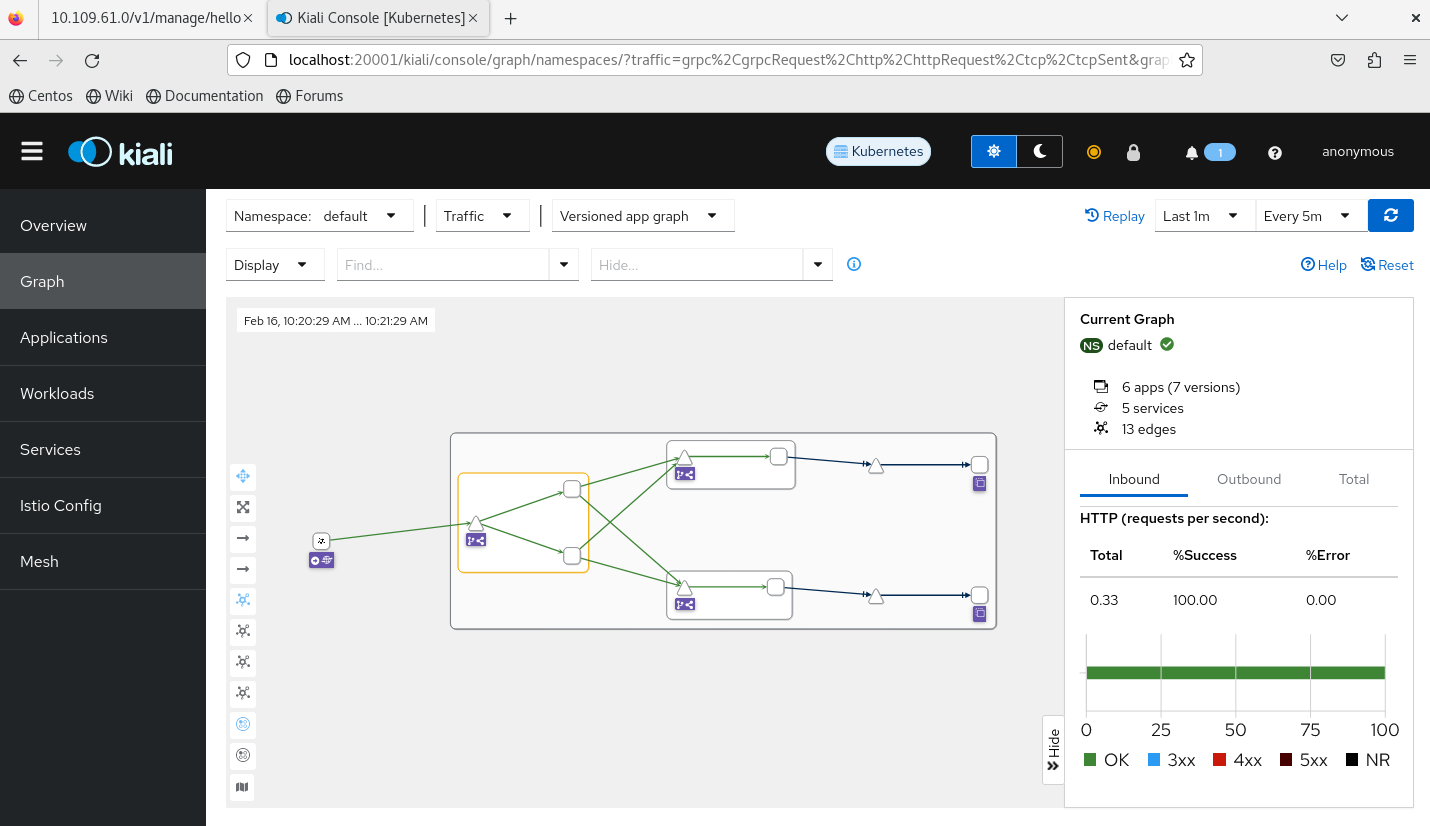 10.109.61.0/v1/manage/hello
Kiali Console [Kubernetes]
localhost:20001/kiali/console/graph/namespaces/?traffic=grpc%2CgrpcRequest%2Chttp%2ChttpRequest%2Ctcp%2CtcpSent&grap
Centos Wiki Documentation Forums
kiali Kubernetes 1 anonymous
Overview
Graph
Applications
Workloads
Services
Istio Config
Mesh
Namespace: default Traffic Versioned app graph Replay Last 1m Every 5m
Display Find... Hide... Help Reset
Feb 16, 10:20:29 AM ... 10:21:29 AM
Hide
Current Graph
NS default
6 apps (7 versions)
5 services
13 edges
Inbound Outbound Total
HTTP (requests per second):
Total %Success %Error
0.33 100.00 0.00
0 25 50 75 100
OK 3xx 4xx 5xx NR